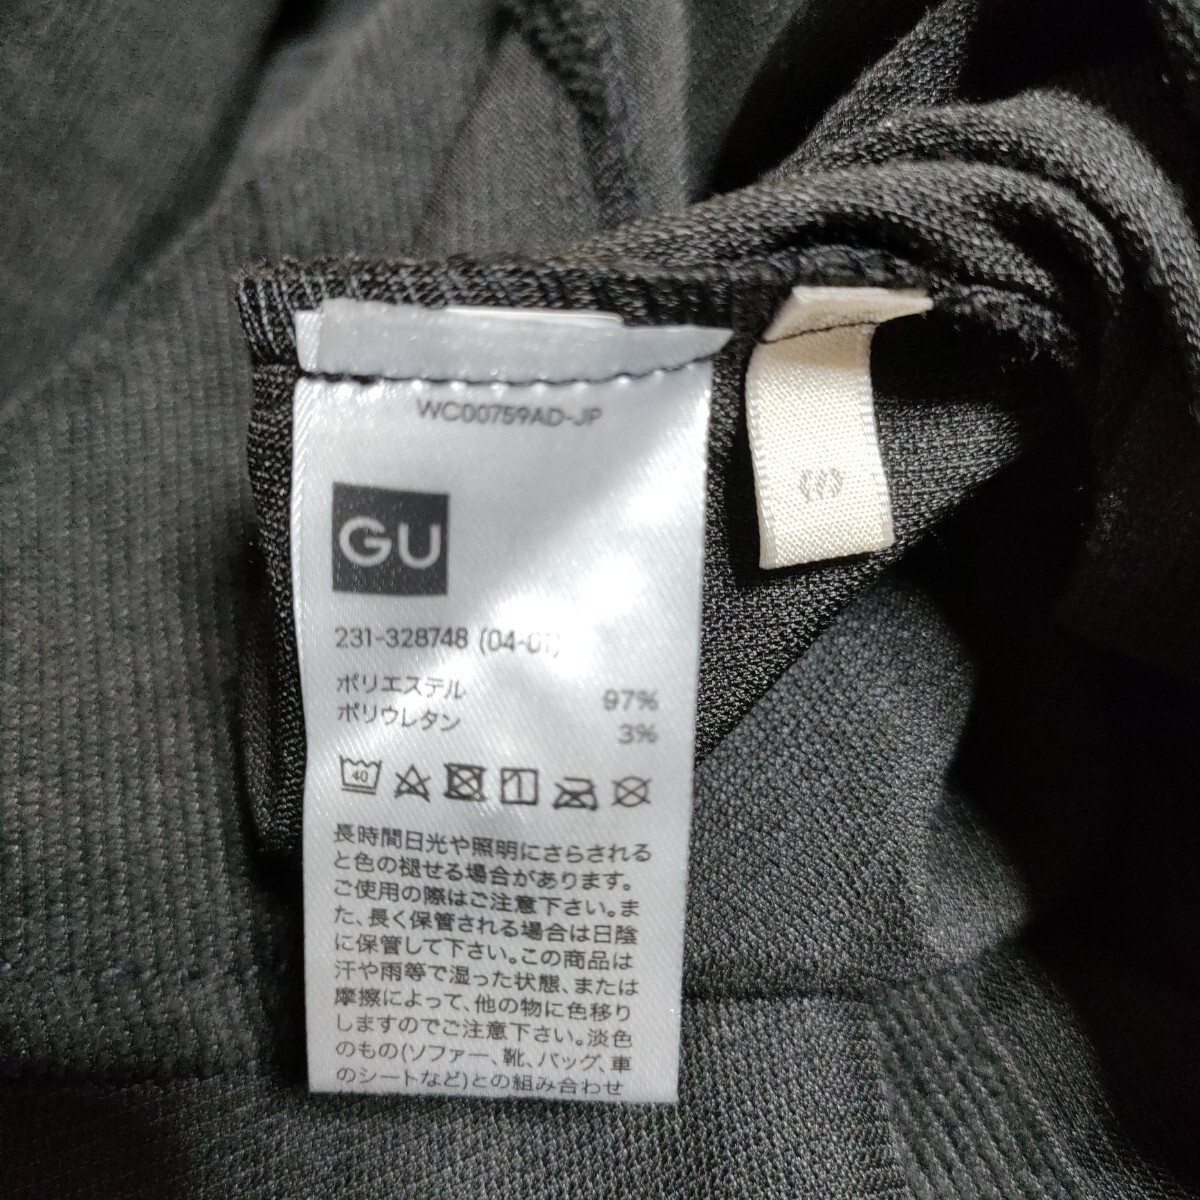 WC00759AD-JP
GU
231-328748 (04-01)
ポリエステル 97%
ポリウレタン 3%
40
長時間日光や照明にさらされる
と色の褪せる場合があります。
ご使用の際はご注意下さい。ま
た、長く保管される場合は日陰
に保管して下さい。この商品は
汗や雨等で湿った状態、または
摩擦によって、他の物に色移り
しますのでご注意下さい。淡色
のもの(ソファー、靴、バッグ、車
のシートなど)との組み合わせ